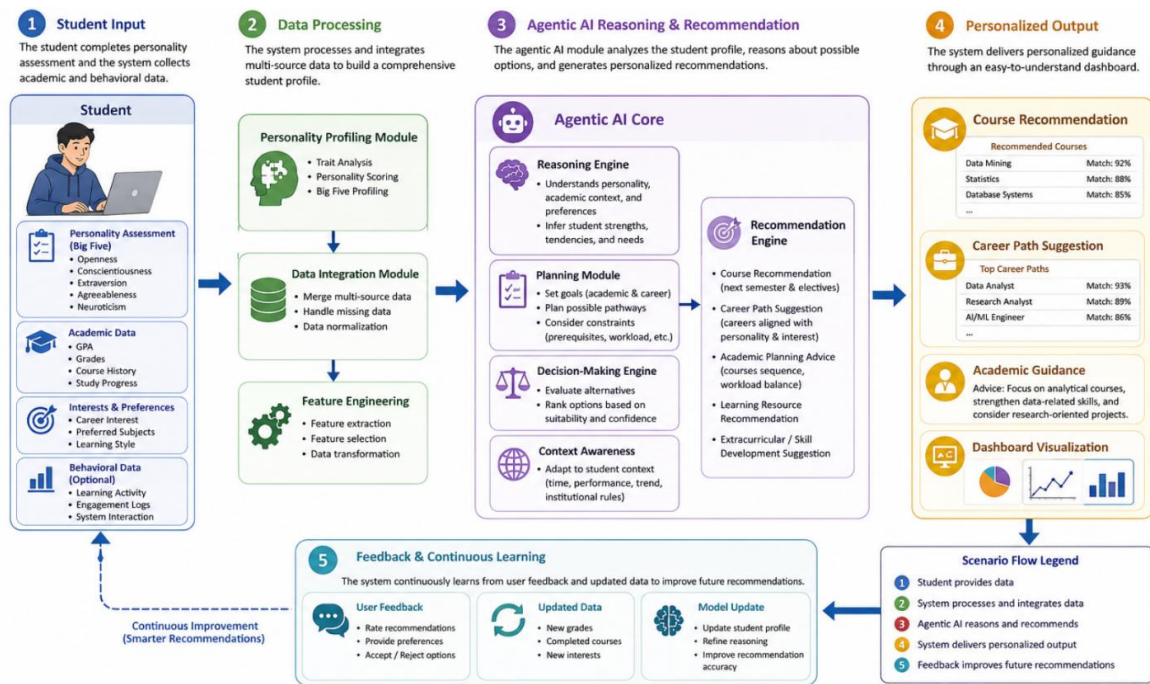 1 Student Input
The student completes personality
assessment and the system collects
academic and behavioral data.
Student
Personality Assessment
(Big Five)
• Openness
• Conscientiousness
• Extraversion
• Agreeableness
• Neuroticism
Academic Data
• GPA
• Grades
• Course History
• Study Progress
Interests & Preferences
• Career Interest
• Preferred Subjects
• Learning Style
Behavioral Data
(Optional)
• Learning Activity
• Engagement Logs
• System Interaction
2 Data Processing
The system processes and integrates
multi-source data to build a comprehensive
student profile.
Personality Profiling Module
• Trait Analysis
• Personality Scoring
• Big Five Profiling
Data Integration Module
• Merge multi-source data
• Handle missing data
• Data normalization
Feature Engineering
• Feature extraction
• Feature selection
• Data transformation
3 Agentic AI Reasoning & Recommendation
The agentic AI module analyzes the student profile, reasons about possible
options, and generates personalized recommendations.
Agentic AI Core
Reasoning Engine
• Understands personality,
academic context, and
preferences
• Infer student strengths,
tendencies, and needs
Planning Module
• Set goals (academic & career)
• Plan possible pathways
• Consider constraints
(prerequisites, workload, etc.)
Decision-Making Engine
• Evaluate alternatives
• Rank options based on
suitability and confidence
Context Awareness
• Adapt to student context
(time, performance, trend,
institutional rules)
Recommendation
Engine
• Course Recommendation
(next semester & electives)
• Career Path Suggestion
(careers aligned with
personality & interest)
• Academic Planning Advice
(courses sequence,
workload balance)
• Learning Resource
Recommendation
• Extracurricular / Skill
Development Suggestion
4 Personalized Output
The system delivers personalized guidance
through an easy-to-understand dashboard.
Course Recommendation
Recommended Courses
Data Mining Match: 92%
Statistics Match: 88%
Database Systems Match: 85%
...
Career Path Suggestion
Top Career Paths
Data Analyst Match: 93%
Research Analyst Match: 89%
AI/ML Engineer Match: 86%
...
Academic Guidance
Advice: Focus on analytical courses,
strengthen data-related skills, and
consider research-oriented projects.
Dashboard Visualization
5 Feedback & Continuous Learning
The system continuously learns from user feedback and updated data to improve future recommendations.
User Feedback
• Rate recommendations
• Provide preferences
• Accept / Reject options
Updated Data
• New grades
• Completed courses
• New interests
Model Update
• Update student profile
• Refine reasoning
• Improve recommendation
accuracy
Continuous Improvement
(Smarter Recommendations)
Scenario Flow Legend
1 Student provides data
2 System processes and integrates data
3 Agentic AI reasons and recommends
4 System delivers personalized output
5 Feedback improves future recommendations